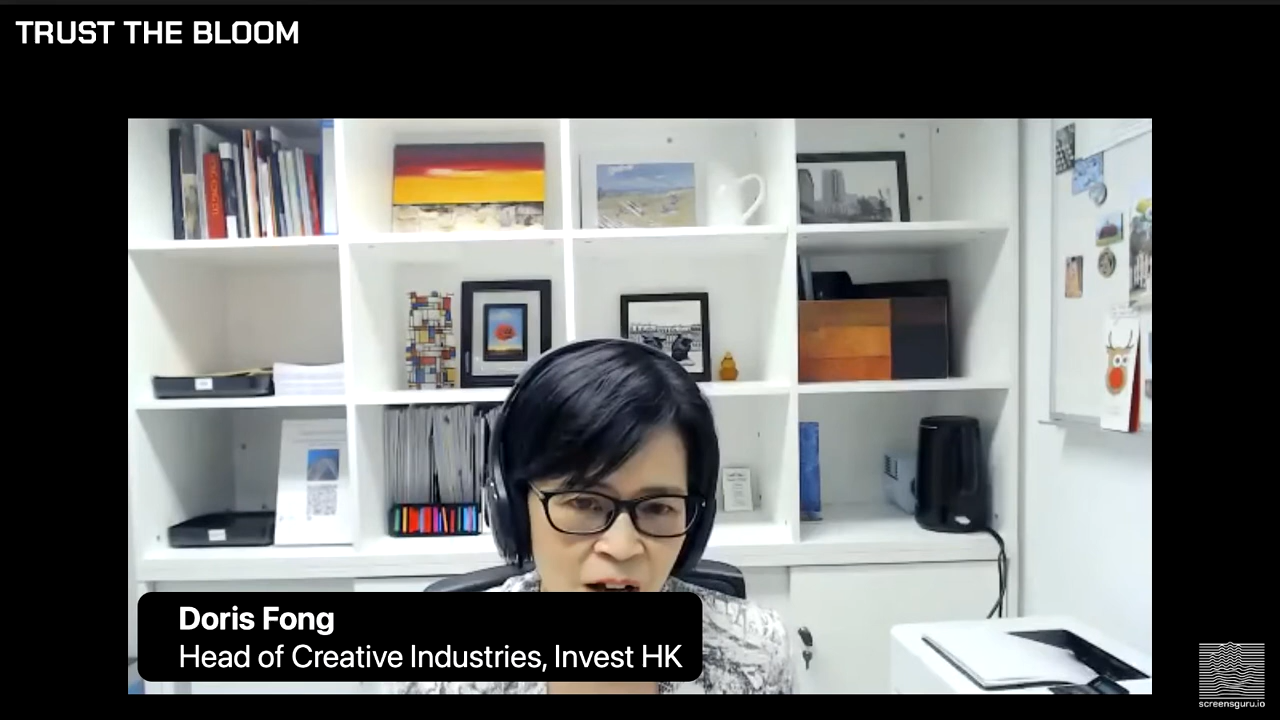 TRUST THE BLOOM
Doris Fong
Head of Creative Industries, Invest HK
screensguru.io